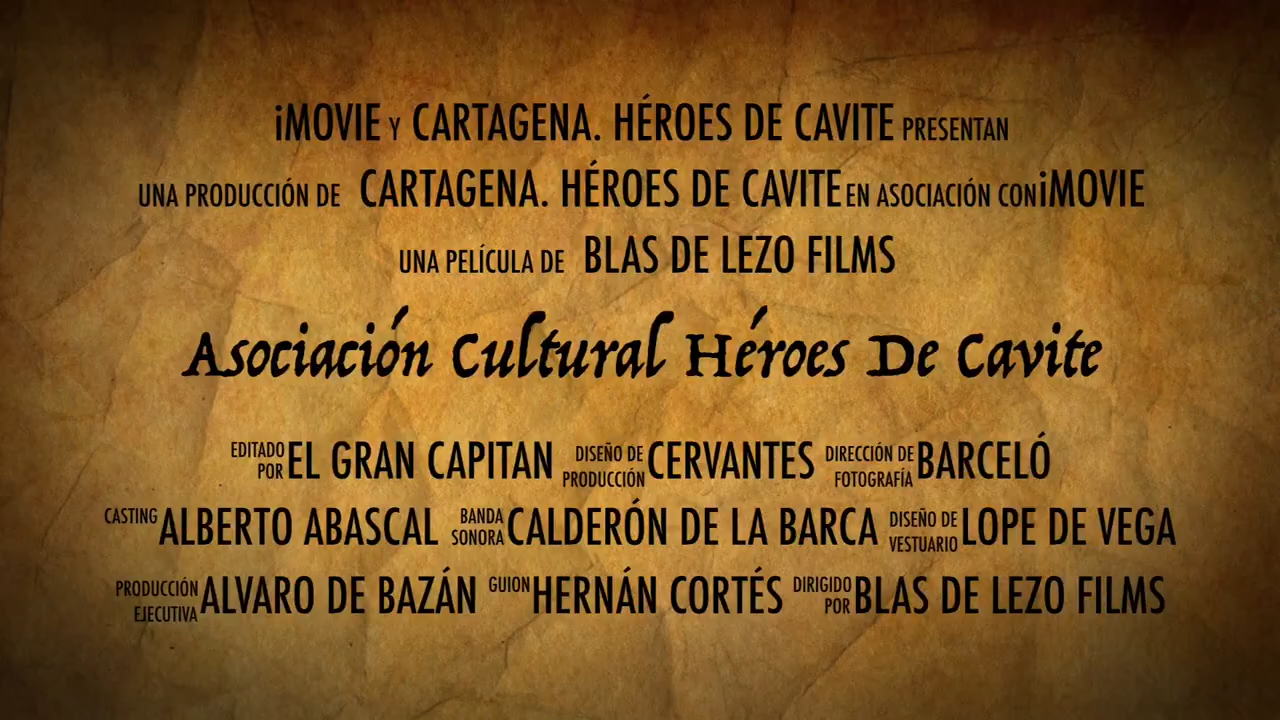 iMOVIE Y CARTAGENA. HÉROES DE CAVITE PRESENTAN
UNA PRODUCCIÓN DE CARTAGENA. HÉROES DE CAVITE EN ASOCIACIÓN CON iMOVIE
UNA PELÍCULA DE BLAS DE LEZO FILMS
Asociación Cultural Héroes De Cavite
EDITADO POR EL GRAN CAPITAN DISEÑO DE PRODUCCIÓN CERVANTES DIRECCIÓN DE FOTOGRAFÍA BARCELÓ
CASTING ALBERTO ABASCAL BANDA SONORA CALDERÓN DE LA BARCA DISEÑO DE VESTUARIO LOPE DE VEGA
PRODUCCIÓN EJECUTIVA ALVARO DE BAZÁN GUION HERNÁN CORTÉS DIRIGIDO POR BLAS DE LEZO FILMS